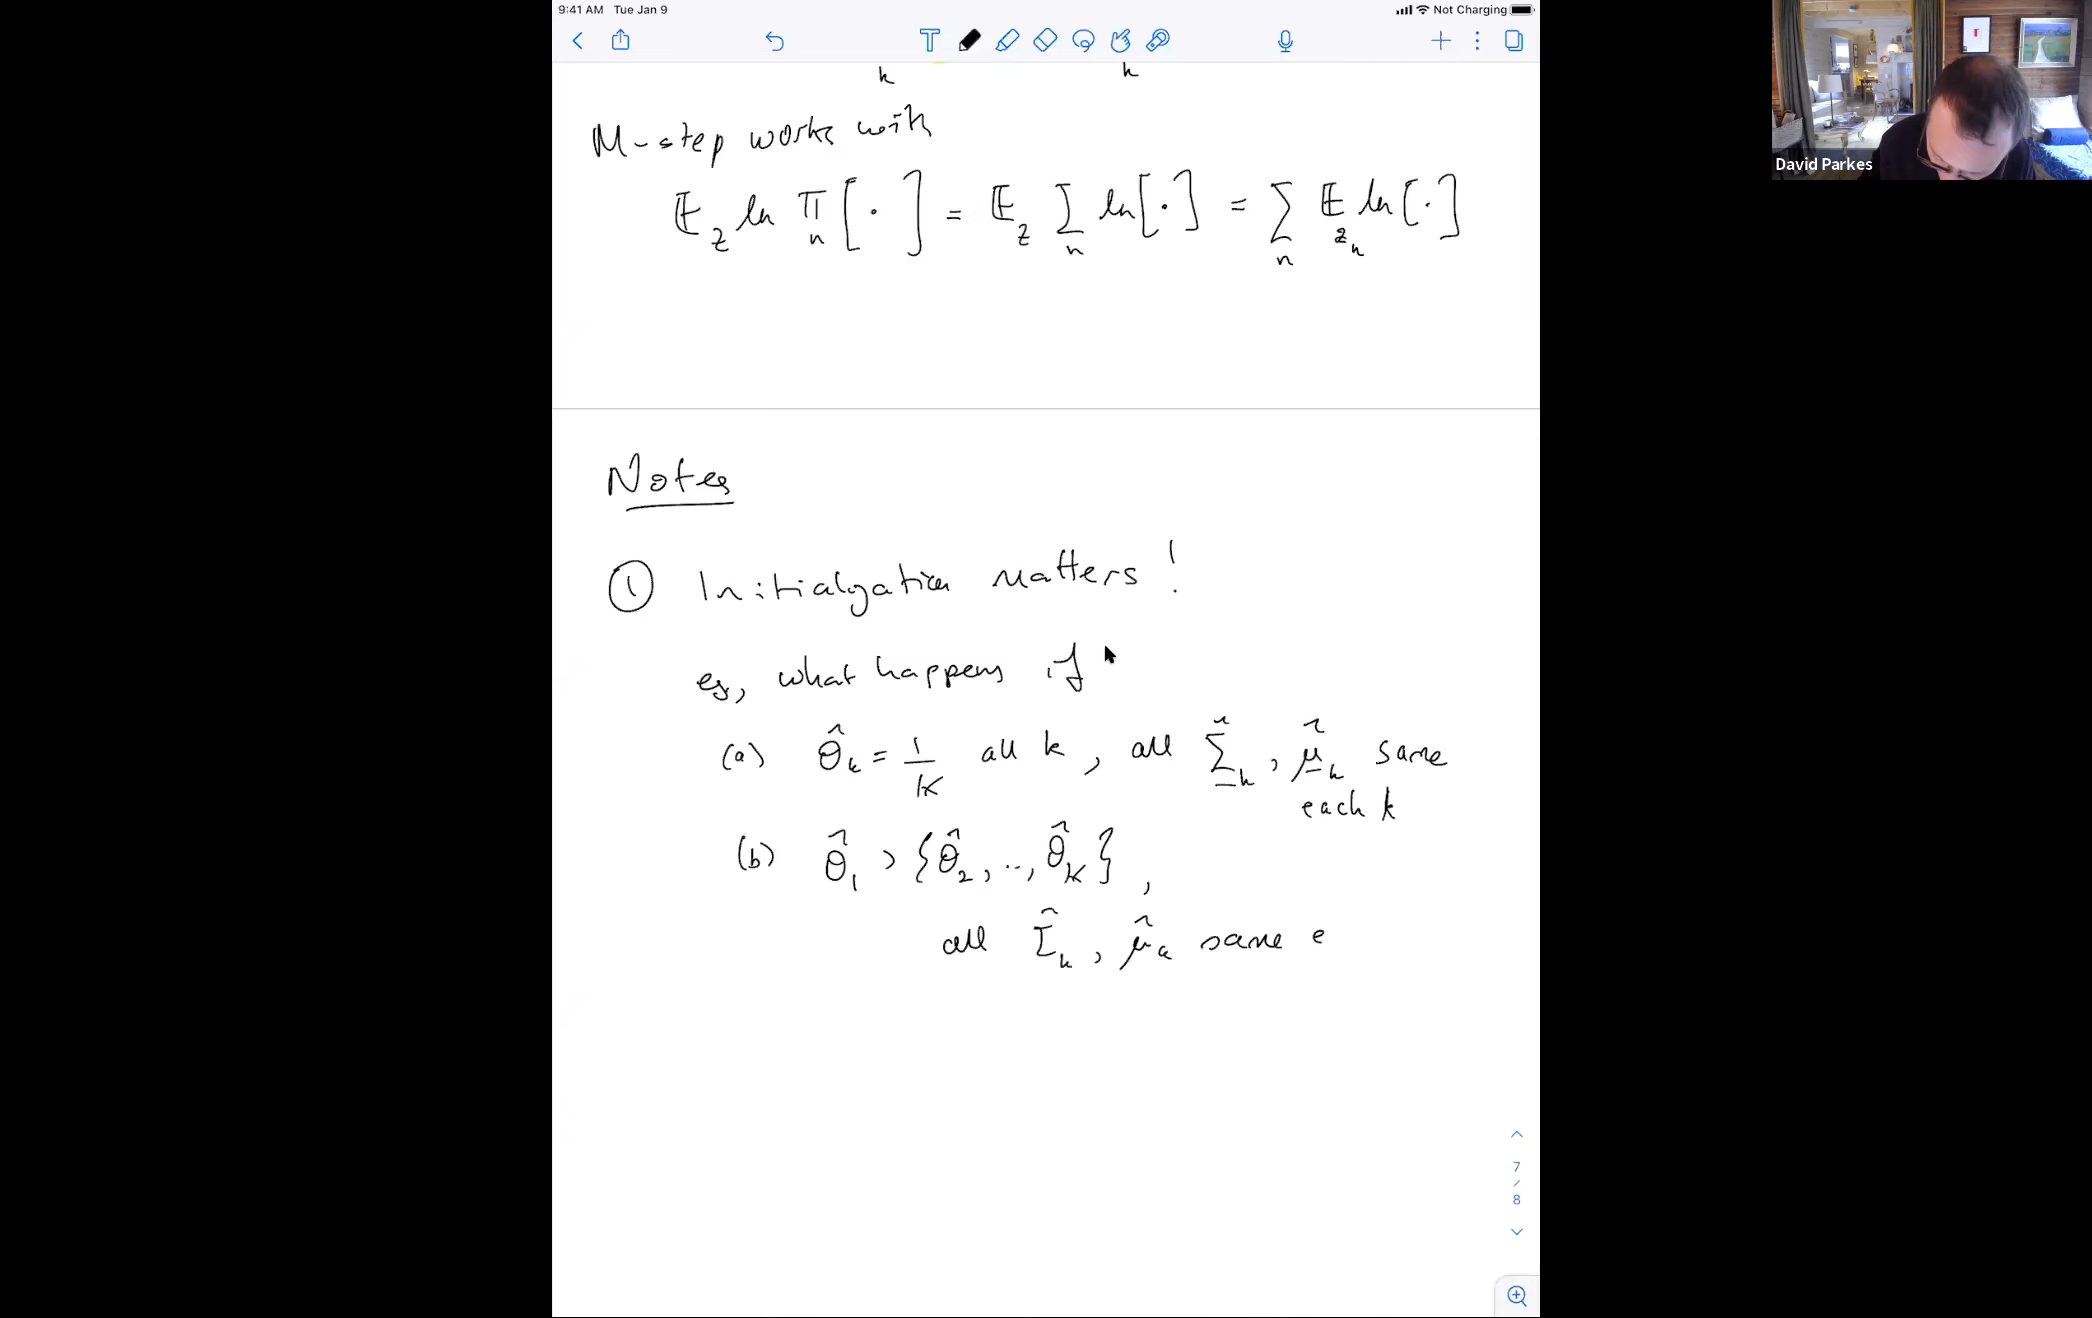 9:41 AM Tue Jan 9
Not Charging
T
k k
M-step works with
𝔼_z ln ∏_n [·] = 𝔼_z ∑_n ln[·] = ∑_n 𝔼_{z_n} ln[·]
Notes
① Initialization matters!
eg, what happens if
(a) θ̂_k = 1/K all k, all Σ̂_k, μ̂_k same
each k
(b) θ̂_1 > {θ̂_2, .., θ̂_K},
all Σ̂_k, μ̂_k same e
7
/
8
David Parkes